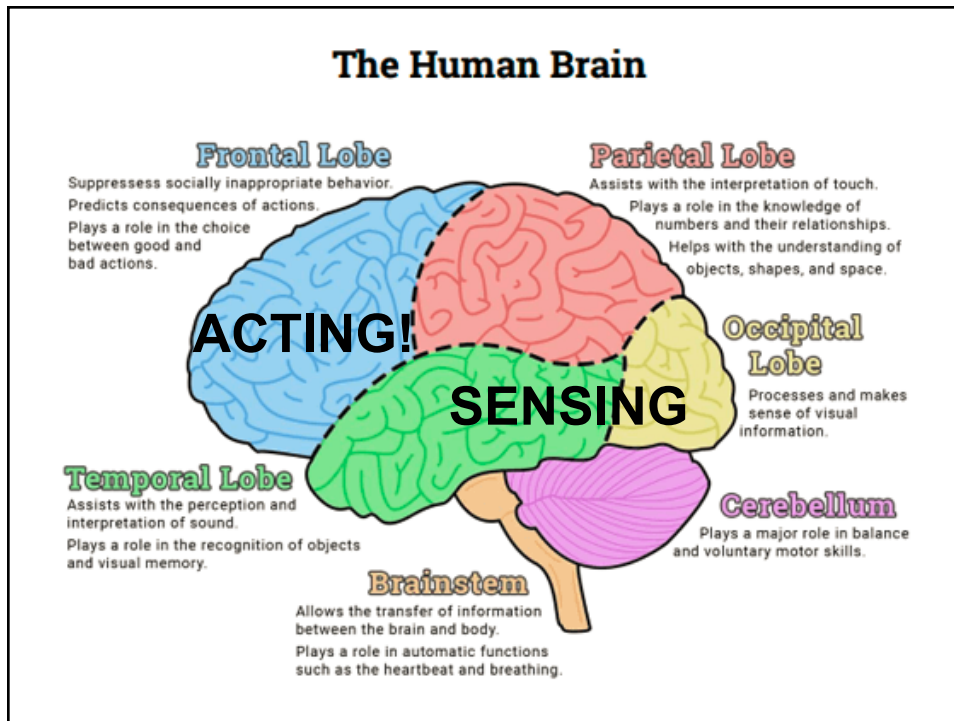 The Human Brain
Frontal Lobe
Suppressess socially inappropriate behavior.
Predicts consequences of actions.
Plays a role in the choice
between good and
bad actions.
Parietal Lobe
Assists with the interpretation of touch.
Plays a role in the knowledge of
numbers and their relationships.
Helps with the understanding of
objects, shapes, and space.
ACTING!
SENSING
Occipital
Lobe
Processes and makes
sense of visual
information.
Temporal Lobe
Assists with the perception and
interpretation of sound.
Plays a role in the recognition of objects
and visual memory.
Cerebellum
Plays a major role in balance
and voluntary motor skills.
Brainstem
Allows the transfer of information
between the brain and body.
Plays a role in automatic functions
such as the heartbeat and breathing.